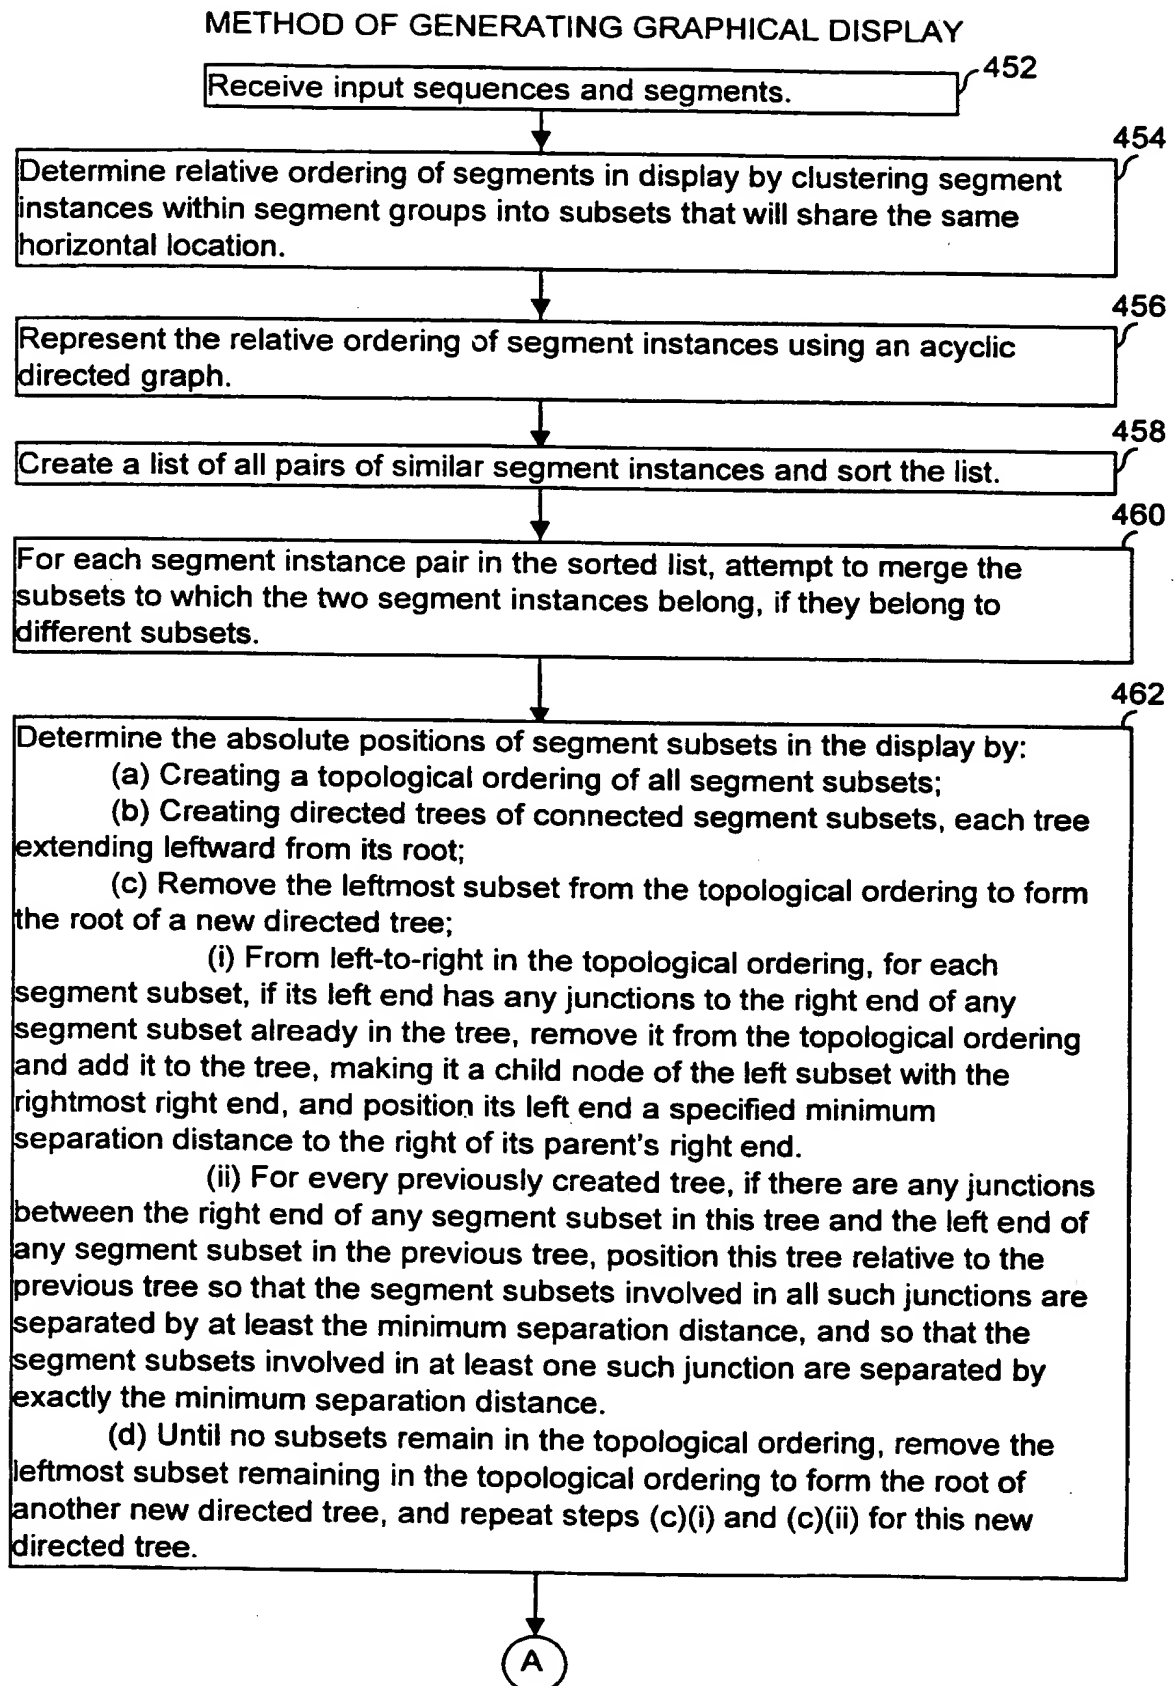 METHOD OF GENERATING GRAPHICAL DISPLAY
452
Receive input sequences and segments.
454
Determine relative ordering of segments in display by clustering segment
instances within segment groups into subsets that will share the same
horizontal location.
456
Represent the relative ordering of segment instances using an acyclic
directed graph.
458
Create a list of all pairs of similar segment instances and sort the list.
460
For each segment instance pair in the sorted list, attempt to merge the
subsets to which the two segment instances belong, if they belong to
different subsets.
462
Determine the absolute positions of segment subsets in the display by:
(a) Creating a topological ordering of all segment subsets;
(b) Creating directed trees of connected segment subsets, each tree
extending leftward from its root;
(c) Remove the leftmost subset from the topological ordering to form
the root of a new directed tree;
(i) From left-to-right in the topological ordering, for each
segment subset, if its left end has any junctions to the right end of any
segment subset already in the tree, remove it from the topological ordering
and add it to the tree, making it a child node of the left subset with the
rightmost right end, and position its left end a specified minimum
separation distance to the right of its parent's right end.
(ii) For every previously created tree, if there are any junctions
between the right end of any segment subset in this tree and the left end of
any segment subset in the previous tree, position this tree relative to the
previous tree so that the segment subsets involved in all such junctions are
separated by at least the minimum separation distance, and so that the
segment subsets involved in at least one such junction are separated by
exactly the minimum separation distance.
(d) Until no subsets remain in the topological ordering, remove the
leftmost subset remaining in the topological ordering to form the root of
another new directed tree, and repeat steps (c)(i) and (c)(ii) for this new
directed tree.
A